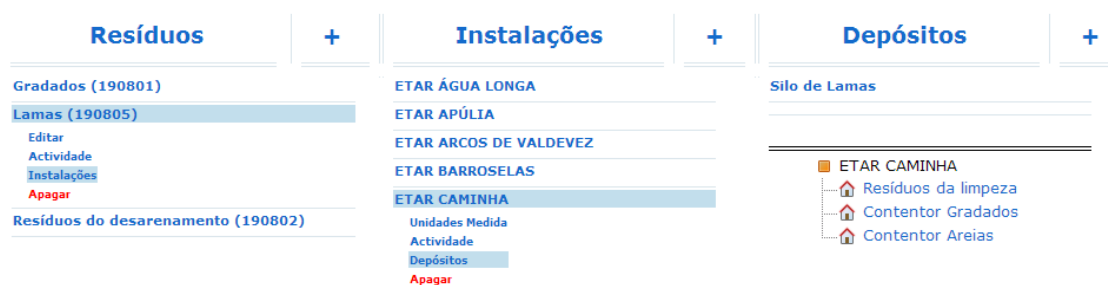 Resíduos +
Gradados (190801)
Lamas (190805)
Editar
Actividade
Instalações
Apagar
Resíduos do desarenamento (190802)
Instalações +
ETAR ÁGUA LONGA
ETAR APÚLIA
ETAR ARCOS DE VALDEVEZ
ETAR BARROSELAS
ETAR CAMINHA
Unidades Medida
Actividade
Depósitos
Apagar
Depósitos +
Silo de Lamas
ETAR CAMINHA
Resíduos da limpeza
Contentor Gradados
Contentor Areias